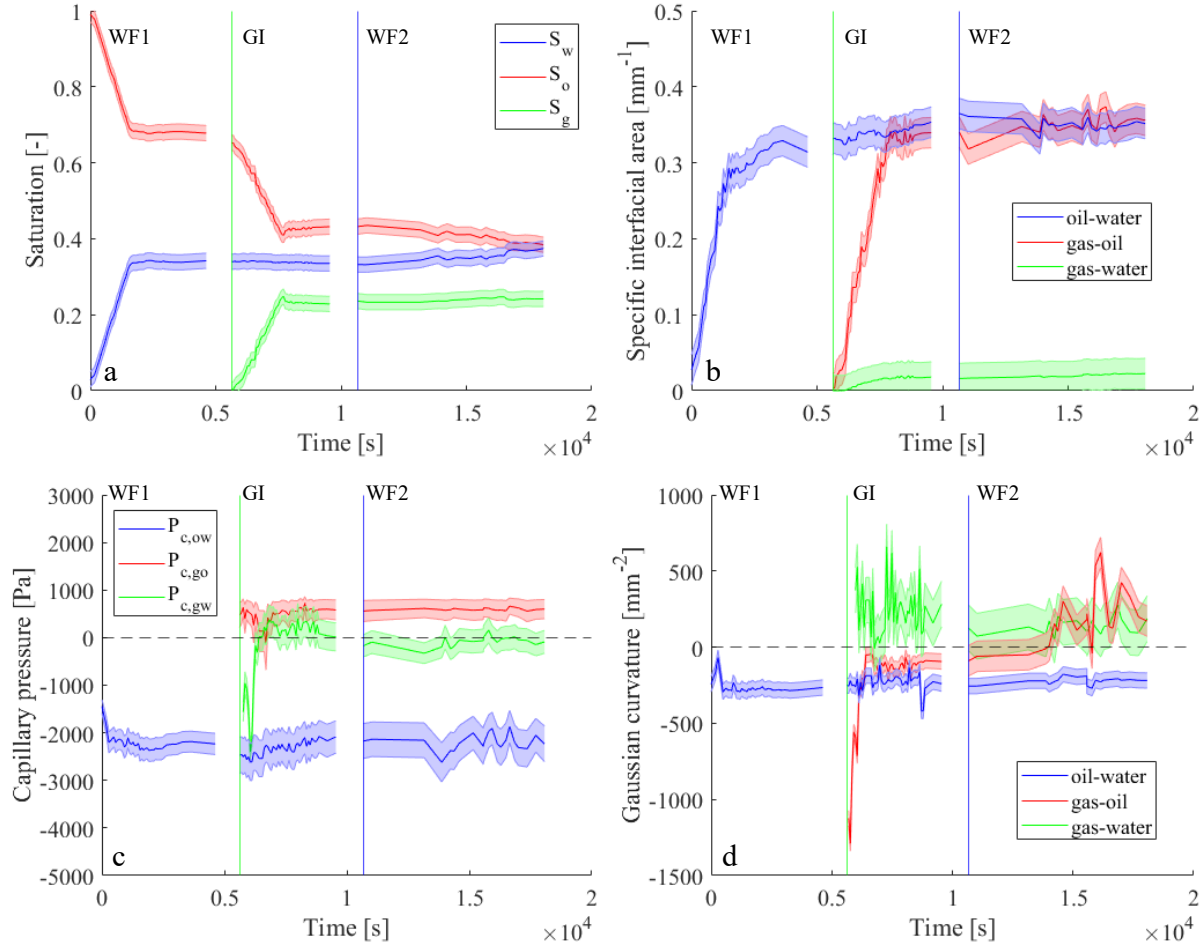 WF1 GI WF2
S_w
S_o
S_g
1
0.8
0.6
0.4
0.2
0
Saturation [-]
a
0 0.5 1 1.5 2
Time [s]
×10^4
WF1 GI WF2
oil-water
gas-oil
gas-water
0.5
0.4
0.3
0.2
0.1
0
Specific interfacial area [mm^-1]
b
0 0.5 1 1.5 2
Time [s]
×10^4
WF1 GI WF2
P_c,ow
P_c,go
P_c,gw
3000
2000
1000
0
-1000
-2000
-3000
-4000
-5000
Capillary pressure [Pa]
c
0 0.5 1 1.5 2
Time [s]
×10^4
WF1 GI WF2
1000
500
0
-500
-1000
-1500
Gaussian curvature [mm^-2]
oil-water
gas-oil
gas-water
d
0 0.5 1 1.5 2
Time [s]
×10^4